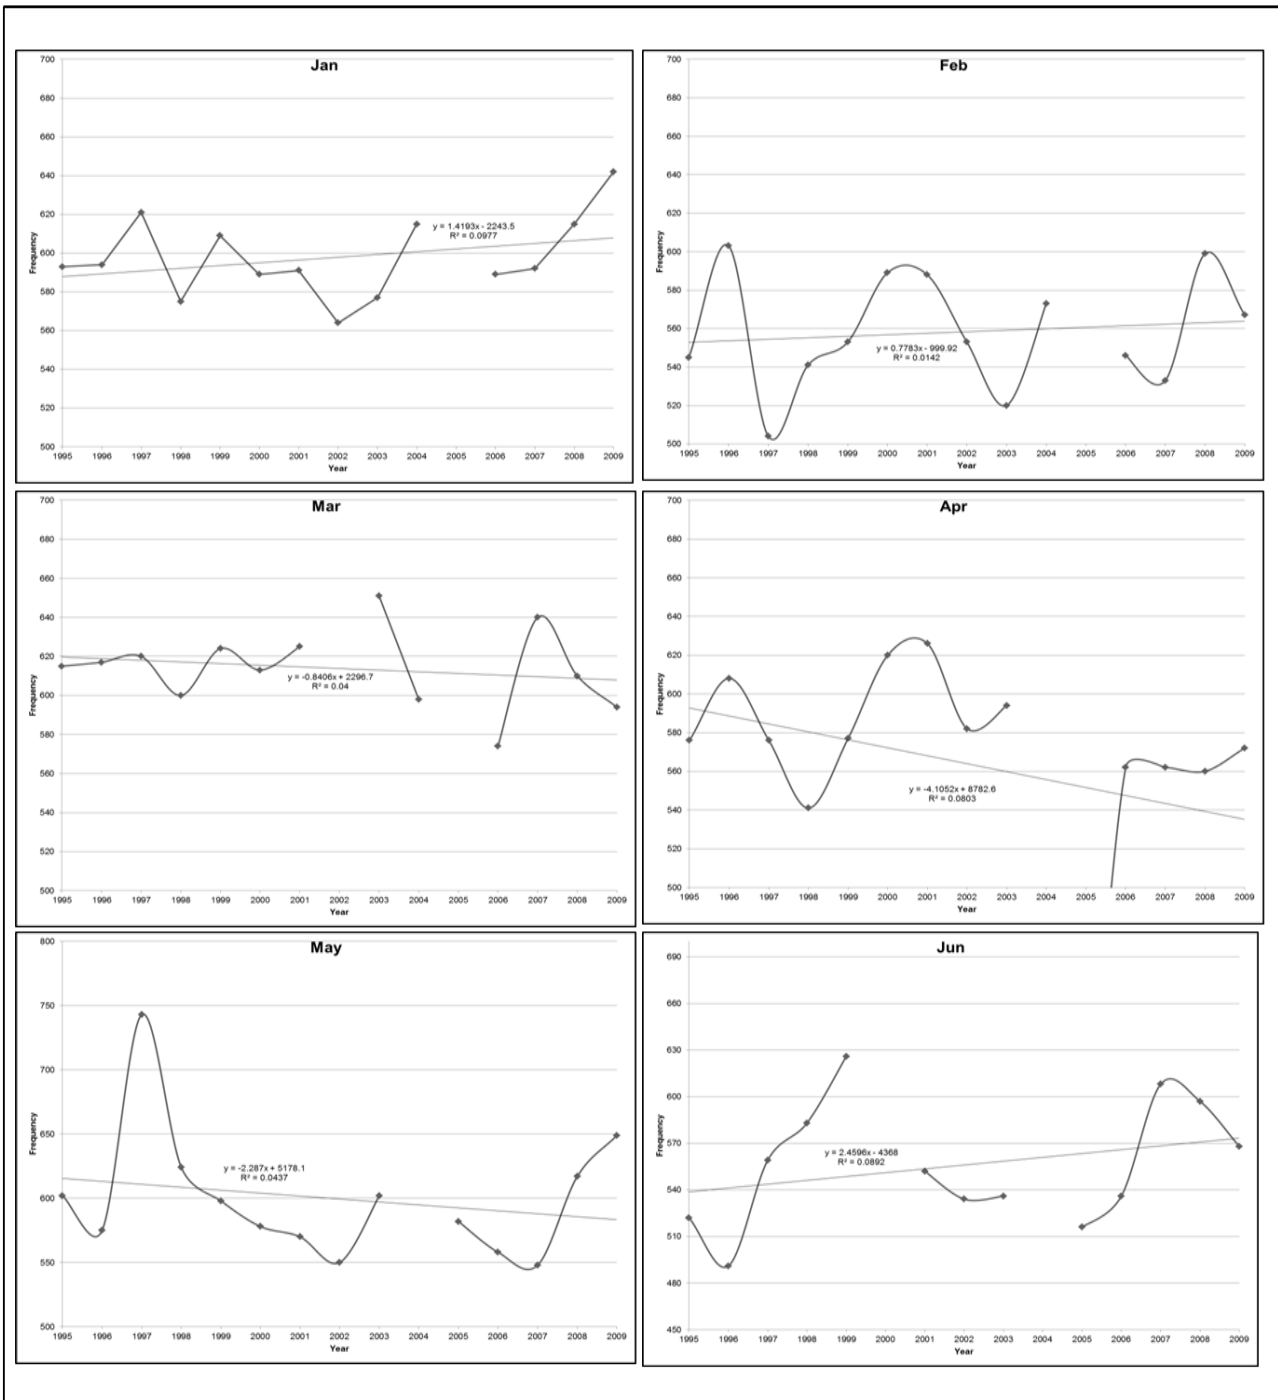 Jan
700
680
660
640
620
600
580
560
540
520
500
Frequency
y = 1.4193x - 2243.5
R² = 0.0977
1995 1996 1997 1998 1999 2000 2001 2002 2003 2004 2005 2006 2007 2008 2009
Year
Feb
700
680
660
640
620
600
580
560
540
520
500
Frequency
y = 0.7783x - 999.92
R² = 0.0142
1995 1996 1997 1998 1999 2000 2001 2002 2003 2004 2005 2006 2007 2008 2009
Year
Mar
700
680
660
640
620
600
580
560
540
520
500
Frequency
y = -0.8406x + 2296.7
R² = 0.04
1995 1996 1997 1998 1999 2000 2001 2002 2003 2004 2005 2006 2007 2008 2009
Year
Apr
700
680
660
640
620
600
580
560
540
520
500
Frequency
y = -4.1052x + 8782.6
R² = 0.0803
1995 1996 1997 1998 1999 2000 2001 2002 2003 2004 2005 2006 2007 2008 2009
Year
May
800
750
700
650
600
550
500
Frequency
y = -2.287x + 5178.1
R² = 0.0437
1995 1996 1997 1998 1999 2000 2001 2002 2003 2004 2005 2006 2007 2008 2009
Year
Jun
690
660
630
600
570
540
510
480
450
Frequency
y = 2.4596x - 4368
R² = 0.0892
1995 1996 1997 1998 1999 2000 2001 2002 2003 2004 2005 2006 2007 2008 2009
Year